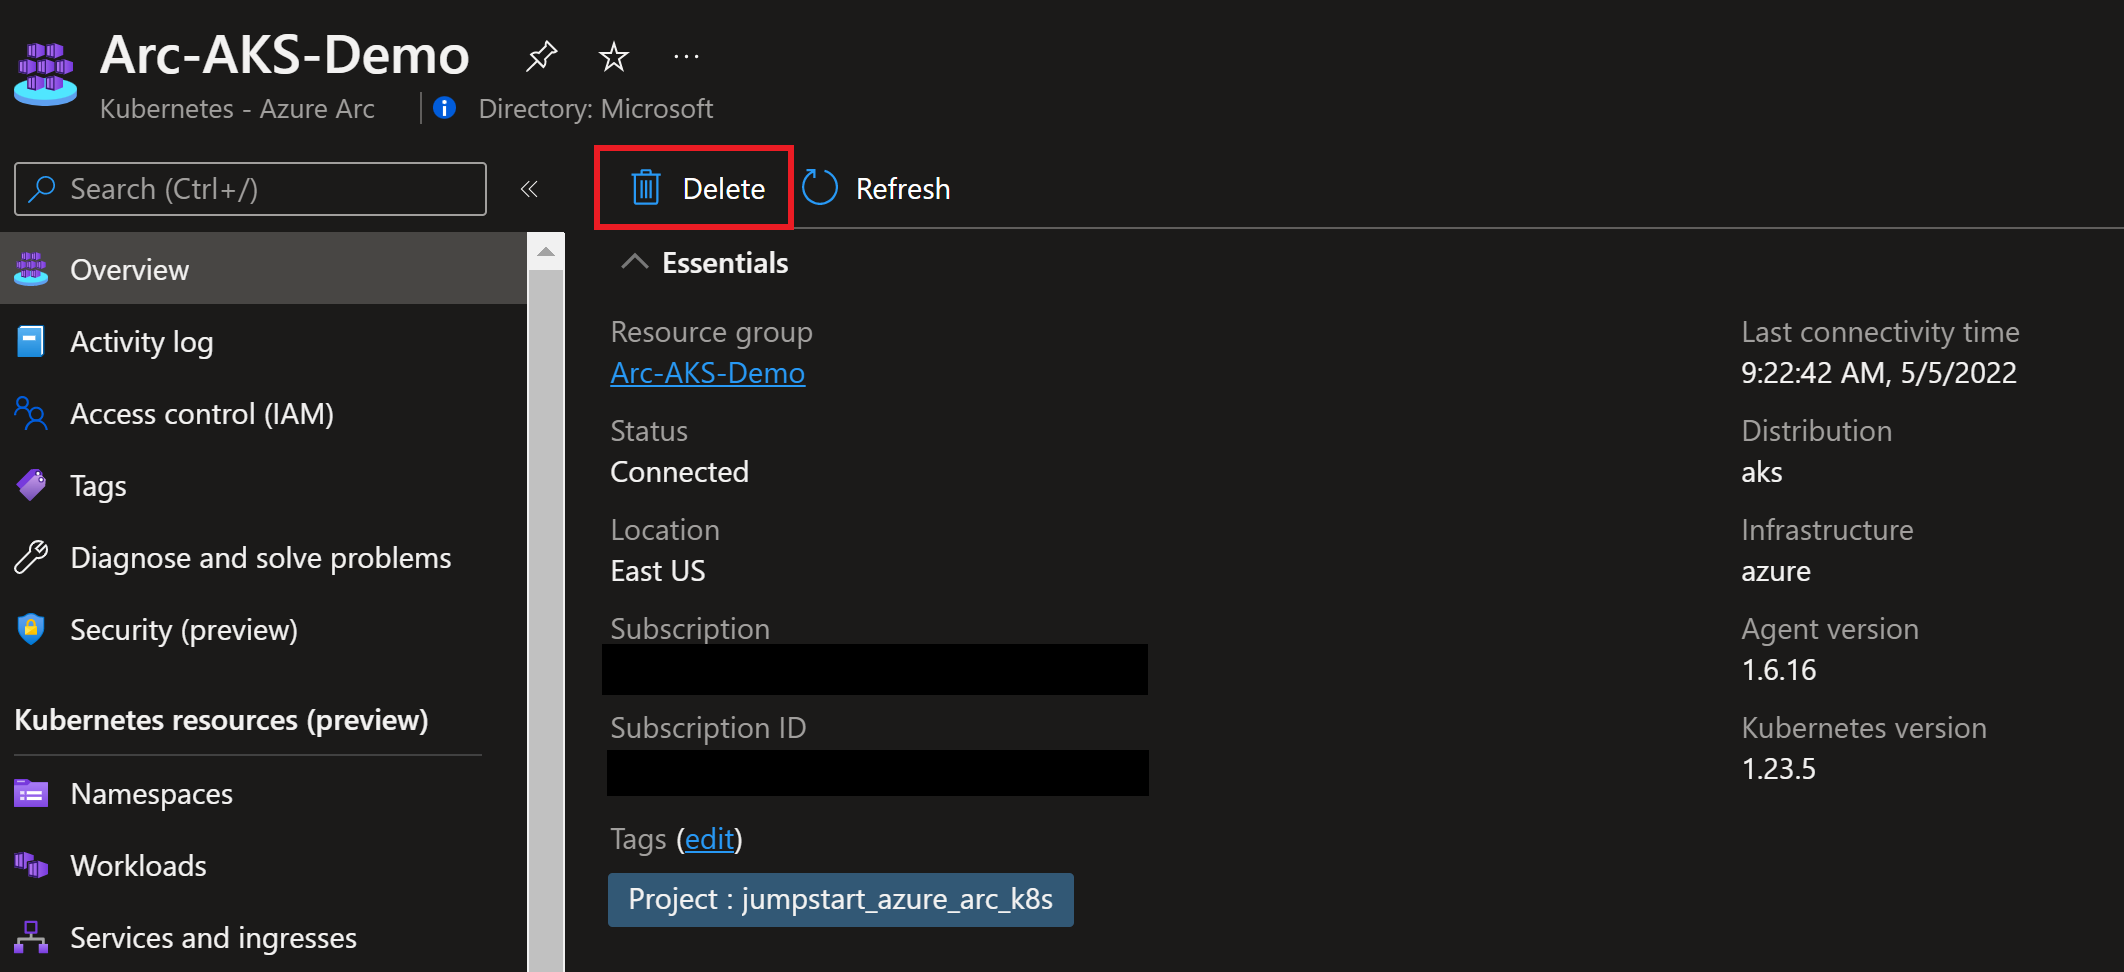 Arc-AKS-Demo
Kubernetes - Azure Arc
Directory: Microsoft
Search (Ctrl+/)
Delete
Refresh
Overview
Activity log
Access control (IAM)
Tags
Diagnose and solve problems
Security (preview)
Kubernetes resources (preview)
Namespaces
Workloads
Services and ingresses
Essentials
Resource group
Arc-AKS-Demo
Status
Connected
Location
East US
Subscription
Subscription ID
Tags (edit)
Project : jumpstart_azure_arc_k8s
Last connectivity time
9:22:42 AM, 5/5/2022
Distribution
aks
Infrastructure
azure
Agent version
1.6.16
Kubernetes version
1.23.5